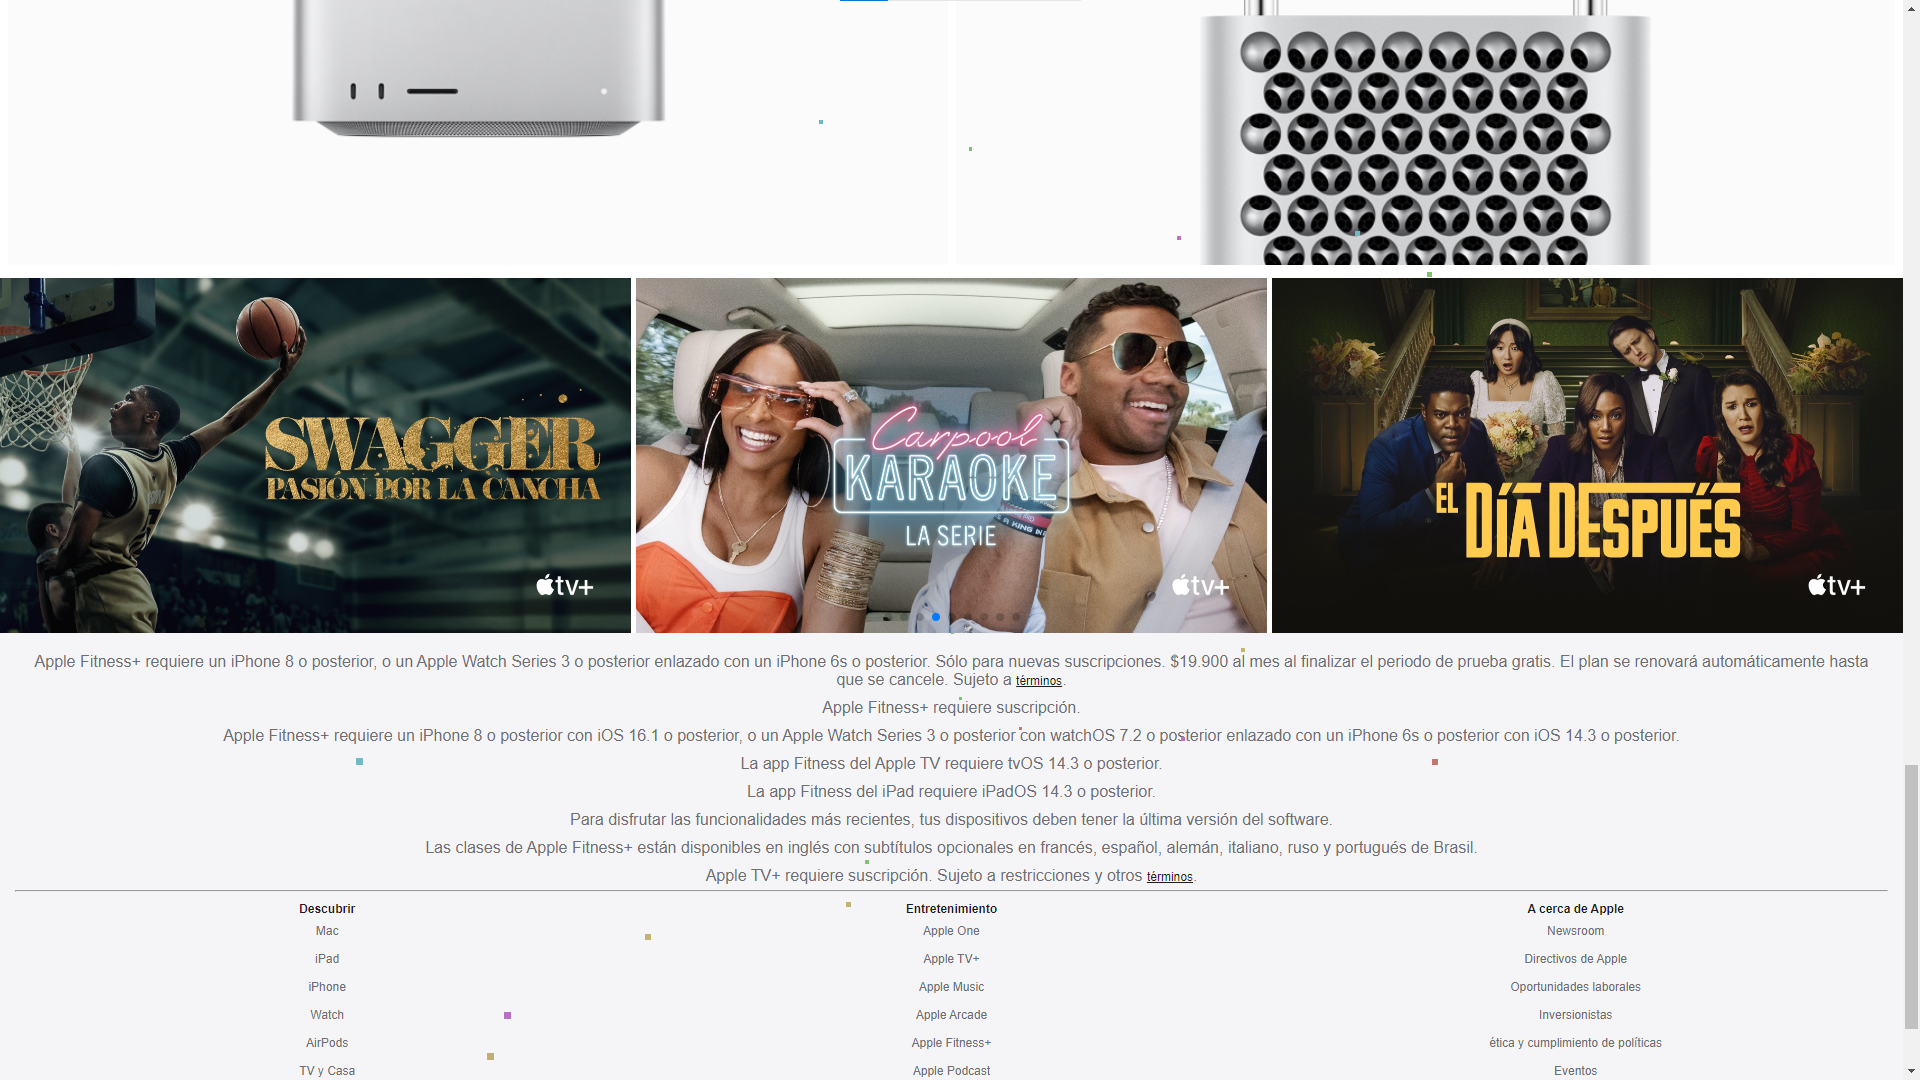 SWAGGER
PASIÓN POR LA CANCHA
tv+
Carpool
KARAOKE
LA SERIE
tv+
EL DÍA DESPUÉS
tv+
Apple Fitness+ requiere un iPhone 8 o posterior, o un Apple Watch Series 3 o posterior enlazado con un iPhone 6s o posterior. Sólo para nuevas suscripciones. $19.900 al mes al finalizar el periodo de prueba gratis. El plan se renovará automáticamente hasta
que se cancele. Sujeto a términos.
Apple Fitness+ requiere suscripción.
Apple Fitness+ requiere un iPhone 8 o posterior con iOS 16.1 o posterior, o un Apple Watch Series 3 o posterior con watchOS 7.2 o posterior enlazado con un iPhone 6s o posterior con iOS 14.3 o posterior.
La app Fitness del Apple TV requiere tvOS 14.3 o posterior.
La app Fitness del iPad requiere iPadOS 14.3 o posterior.
Para disfrutar las funcionalidades más recientes, tus dispositivos deben tener la última versión del software.
Las clases de Apple Fitness+ están disponibles en inglés con subtítulos opcionales en francés, español, alemán, italiano, ruso y portugués de Brasil.
Apple TV+ requiere suscripción. Sujeto a restricciones y otros términos.
Descubrir
Mac
iPad
iPhone
Watch
AirPods
TV y Casa
Entretenimiento
Apple One
Apple TV+
Apple Music
Apple Arcade
Apple Fitness+
Apple Podcast
A cerca de Apple
Newsroom
Directivos de Apple
Oportunidades laborales
Inversionistas
ética y cumplimiento de políticas
Eventos